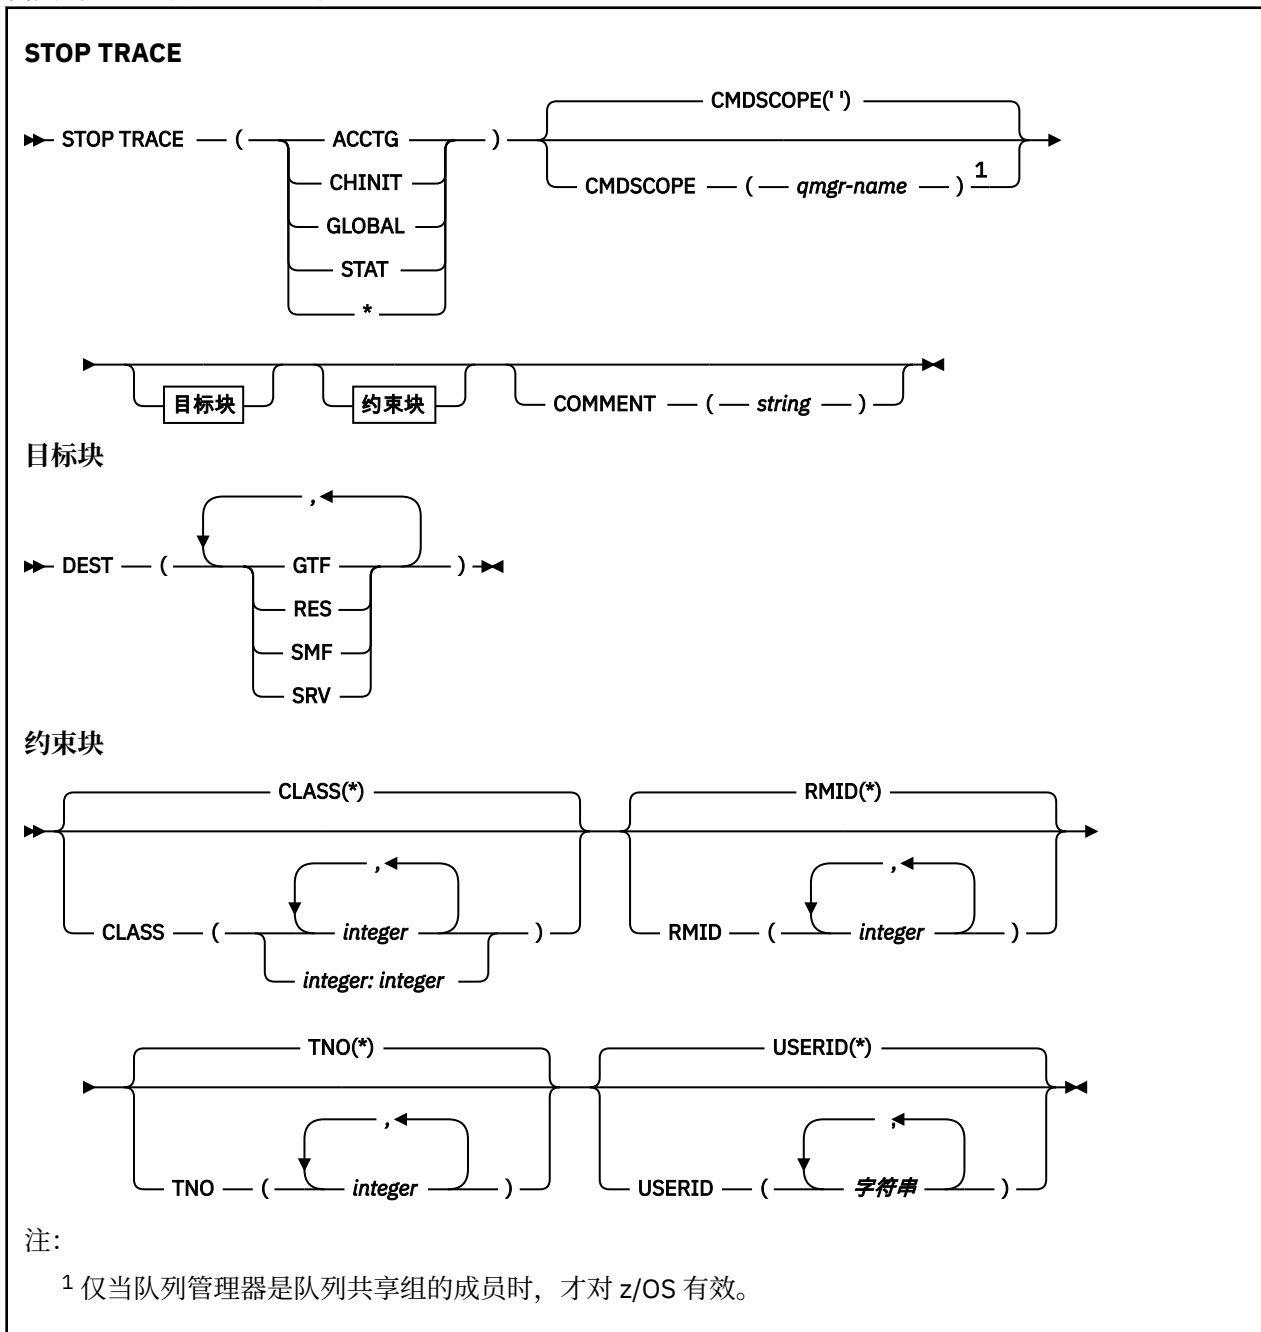 STOP TRACE
CMDSCOPE(' ')
STOP TRACE ( ACCTG )
CHINIT
CMDSCOPE ( qmgr-name ) 1
GLOBAL
STAT
*
目标块 约束块 COMMENT ( string )
目标块
,
DEST ( GTF )
RES
SMF
SRV
约束块
CLASS(*) RMID(*)
, ,
CLASS ( integer ) RMID ( integer )
integer: integer
TNO(*) USERID(*)
, ,
TNO ( integer ) USERID ( 字符串 )
注：
1 仅当队列管理器是队列共享组的成员时，才对 z/OS 有效。